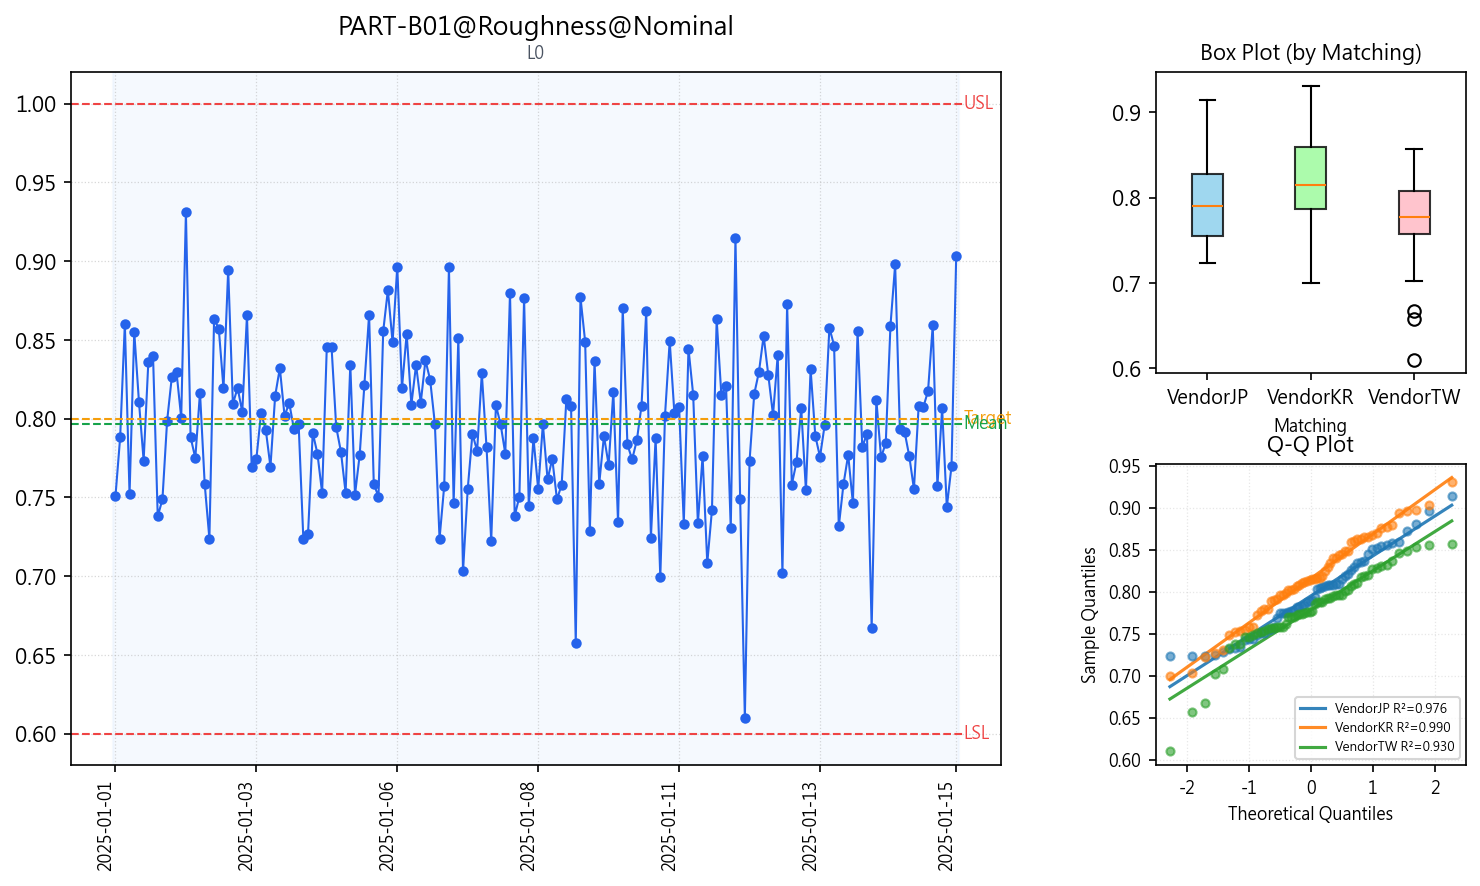 PART-B01@Roughness@Nominal
L0
1.00
0.95
0.90
0.85
0.80
0.75
0.70
0.65
0.60
USL
Target
Mean
LSL
2025-01-01
2025-01-03
2025-01-06
2025-01-08
2025-01-11
2025-01-13
2025-01-15
Box Plot (by Matching)
0.9
0.8
0.7
0.6
VendorJP VendorKR VendorTW
Matching
Q-Q Plot
Sample Quantiles
0.95
0.90
0.85
0.80
0.75
0.70
0.65
0.60
VendorJP R²=0.976
VendorKR R²=0.990
VendorTW R²=0.930
-2 -1 0 1 2
Theoretical Quantiles